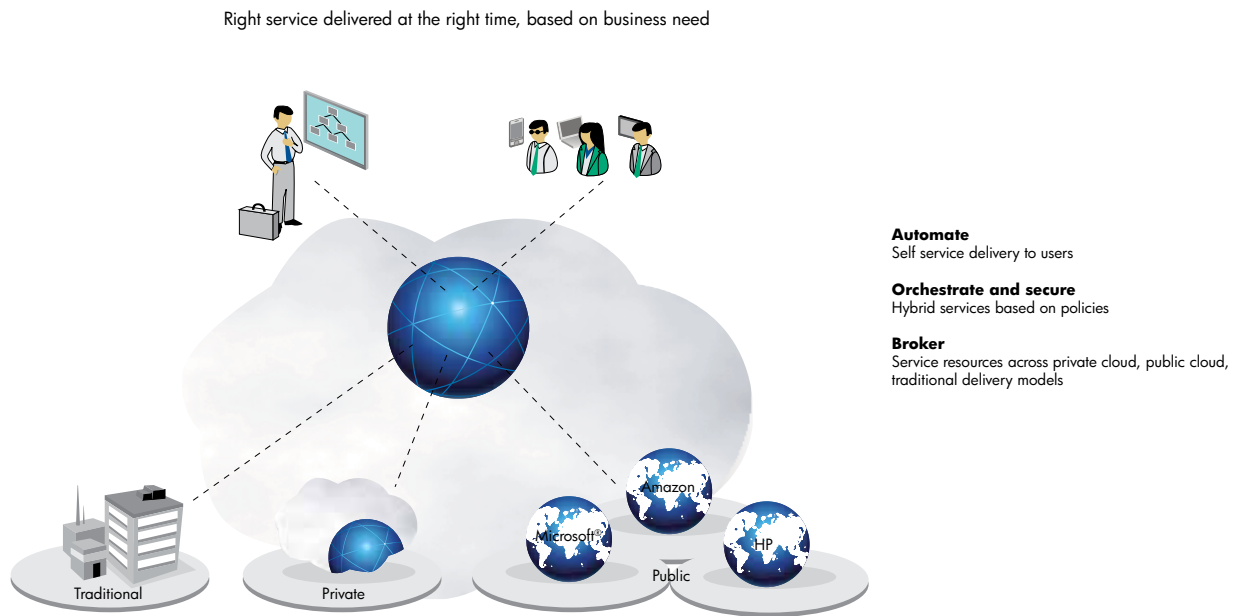 Right service delivered at the right time, based on business need
Automate
Self service delivery to users
Orchestrate and secure
Hybrid services based on policies
Broker
Service resources across private cloud, public cloud,
traditional delivery models
Amazon
Microsoft®
HP
Public
Traditional
Private